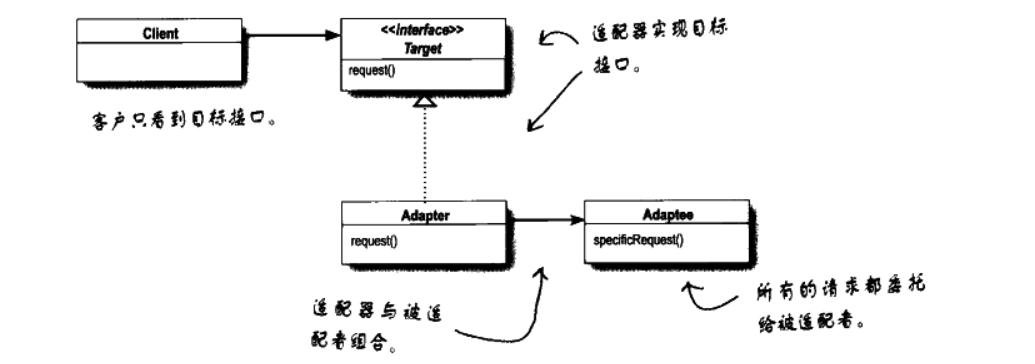 Client
<<interface>>
Target
request()
适配器实现目标
接口。
客户只看到目标接口。
Adapter
request()
Adaptee
specificRequest()
适配器与被适
配者组合。
所有的请求都委托
给被适配者。